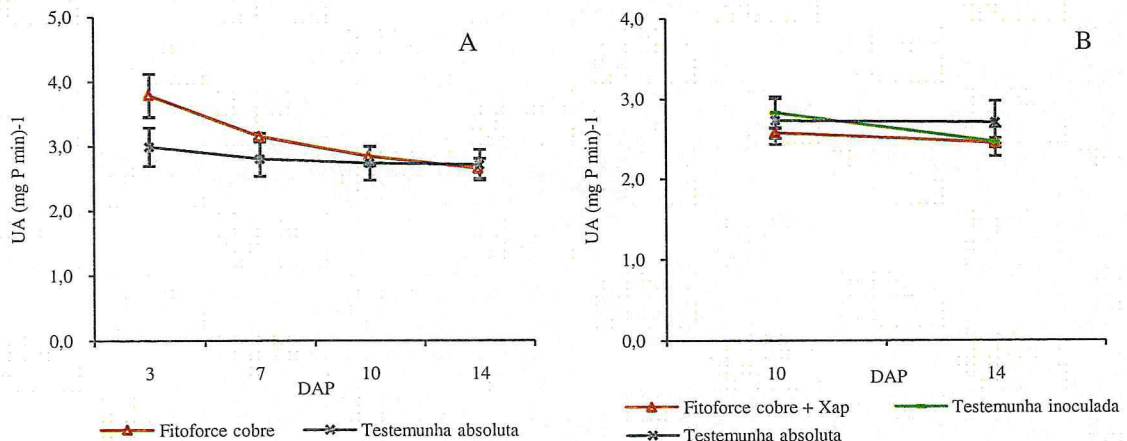 A
UA (mg P min)-1
5,0
4,0
3,0
2,0
1,0
0,0
3 7 10 14
DAP
Fitoforce cobre Testemunha absoluta
B
UA (mg P min)-1
4,0
3,0
2,0
1,0
0,0
10 14
DAP
Fitoforce cobre + Xap Testemunha inoculada
Testemunha absoluta